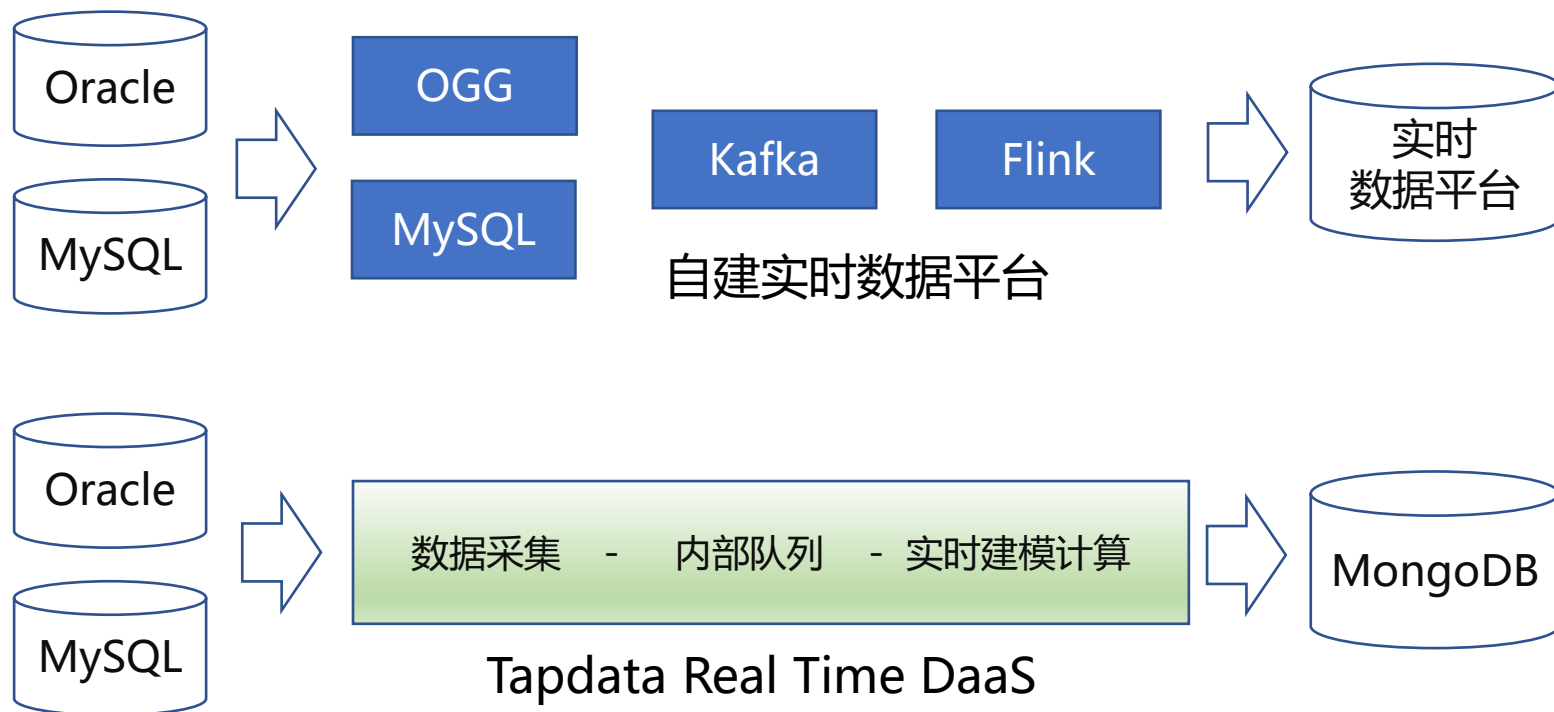 Oracle
OGG
MySQL
MySQL
Kafka
Flink
实时
数据平台
自建实时数据平台
Oracle
MySQL
数据采集 - 内部队列 - 实时建模计算
MongoDB
Tapdata Real Time DaaS